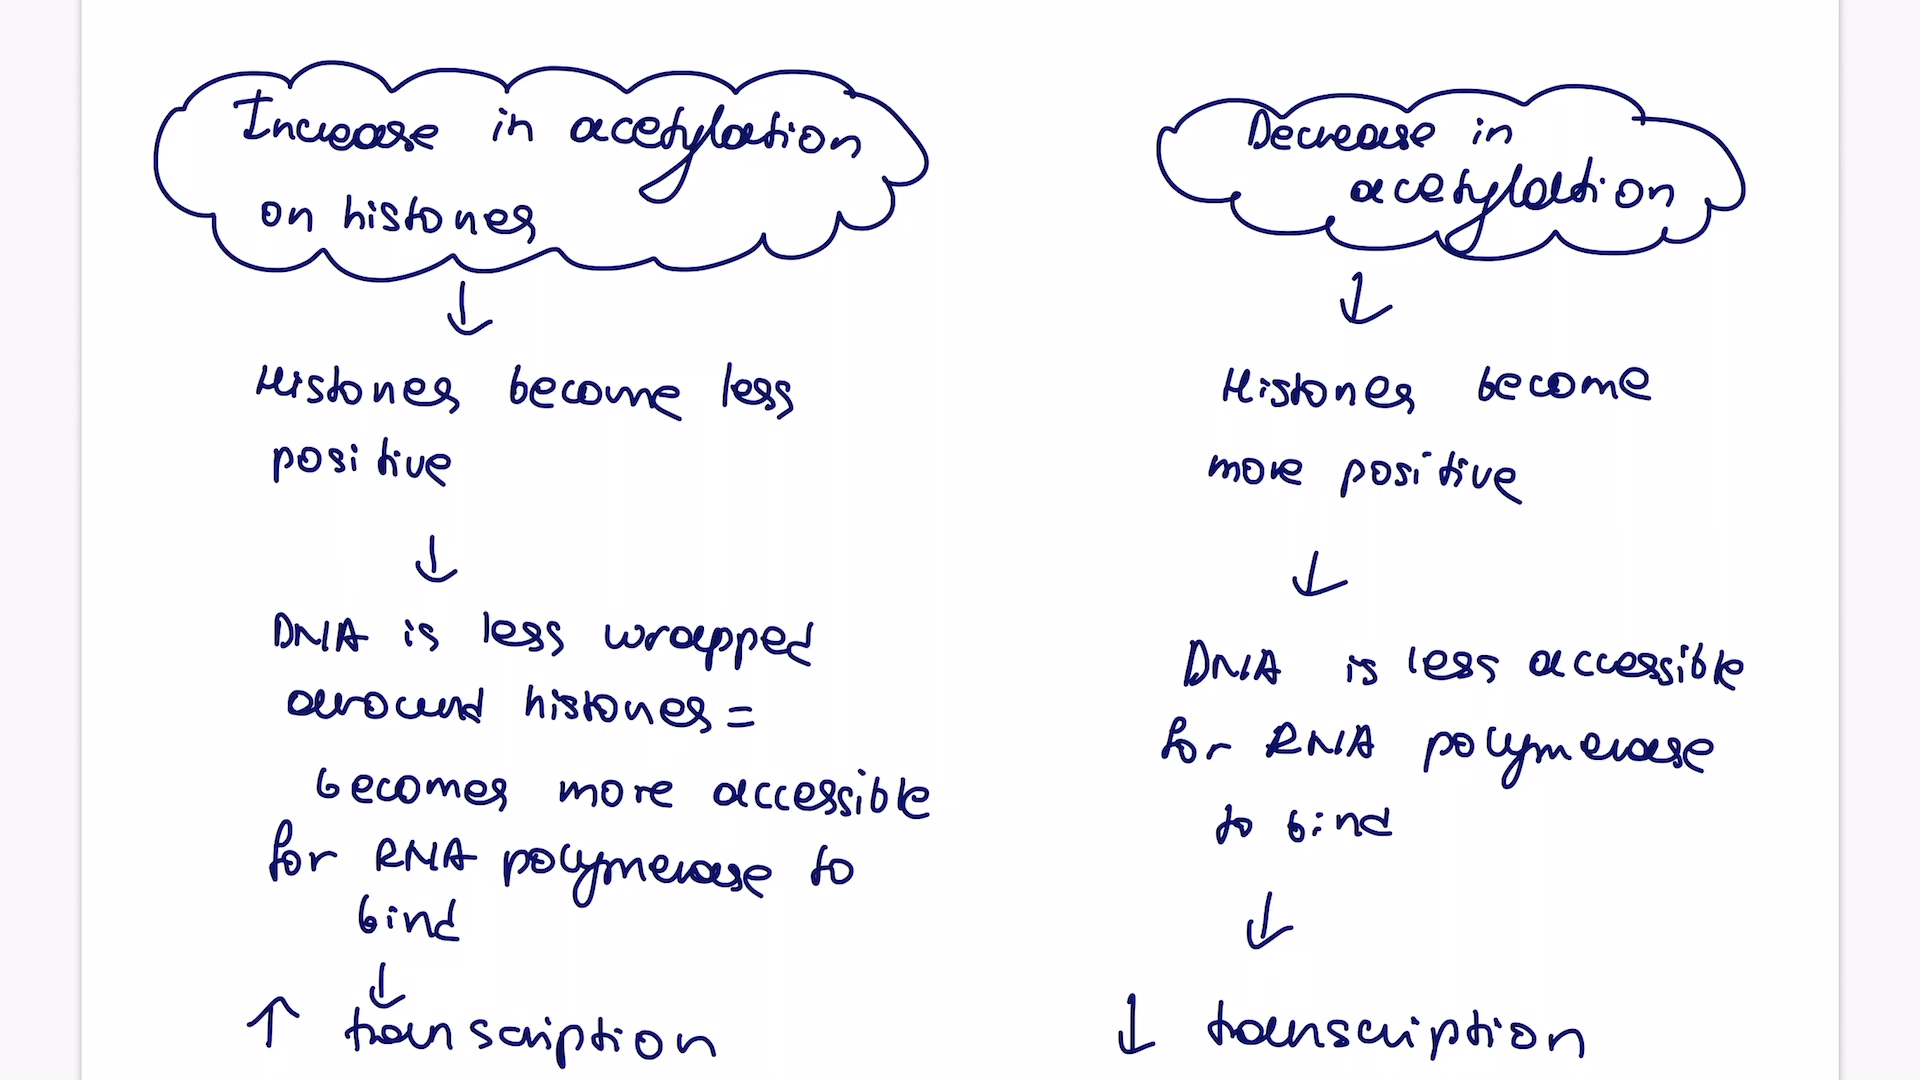 Increase in acetylation
on histones
↓
Histones become less
positive
↓
DNA is less wrapped
around histones =
becomes more accessible
for RNA polymerase to
bind
↓
↑ transcription
Decrease in
acetylation
↓
Histones become
more positive
↓
DNA is less accessible
for RNA polymerase
to bind
↓
↓ transcription